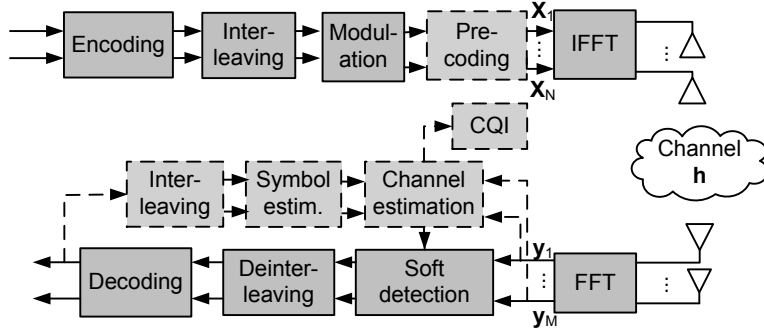 Encoding
Inter-
leaving
Modul-
ation
Pre-
coding
X1
XN
IFFT
CQI
Channel
h
Inter-
leaving
Symbol
estim.
Channel
estimation
Decoding
Deinter-
leaving
Soft
detection
y1
yM
FFT